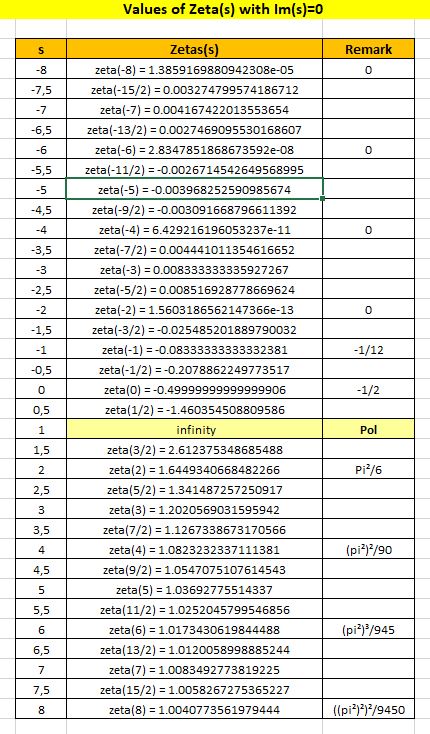 Values of Zeta(s) with Im(s)=0
s Zetas(s) Remark
-8 zeta(-8) = 1.3859169880942308e-05 0
-7,5 zeta(-15/2) = 0.003274799574186712
-7 zeta(-7) = 0.004167422013553654
-6,5 zeta(-13/2) = 0.0027469095530168607
-6 zeta(-6) = 2.8347851868673592e-08 0
-5,5 zeta(-11/2) = -0.0026714542649568995
-5 zeta(-5) = -0.003968252590985674
-4,5 zeta(-9/2) = -0.003091668796611392
-4 zeta(-4) = 6.429216196053237e-11 0
-3,5 zeta(-7/2) = 0.004441011354616652
-3 zeta(-3) = 0.008333333335927267
-2,5 zeta(-5/2) = 0.008516928778669624
-2 zeta(-2) = 1.5603186562147366e-13 0
-1,5 zeta(-3/2) = -0.025485201889790032
-1 zeta(-1) = -0.08333333333332381 -1/12
-0,5 zeta(-1/2) = -0.2078862249773517
0 zeta(0) = -0.49999999999999906 -1/2
0,5 zeta(1/2) = -1.460354508809586
1 infinity Pol
1,5 zeta(3/2) = 2.612375348685488
2 zeta(2) = 1.6449340668482266 Pi²/6
2,5 zeta(5/2) = 1.341487257250917
3 zeta(3) = 1.2020569031595942
3,5 zeta(7/2) = 1.1267338673170566
4 zeta(4) = 1.0823232337111381 (pi²)²/90
4,5 zeta(9/2) = 1.0547075107614543
5 zeta(5) = 1.03692775514337
5,5 zeta(11/2) = 1.0252045799546856
6 zeta(6) = 1.0173430619844488 (pi²)³/945
6,5 zeta(13/2) = 1.0120058998885244
7 zeta(7) = 1.0083492773819225
7,5 zeta(15/2) = 1.0058267275365227
8 zeta(8) = 1.0040773561979444 ((pi²)²)²/9450